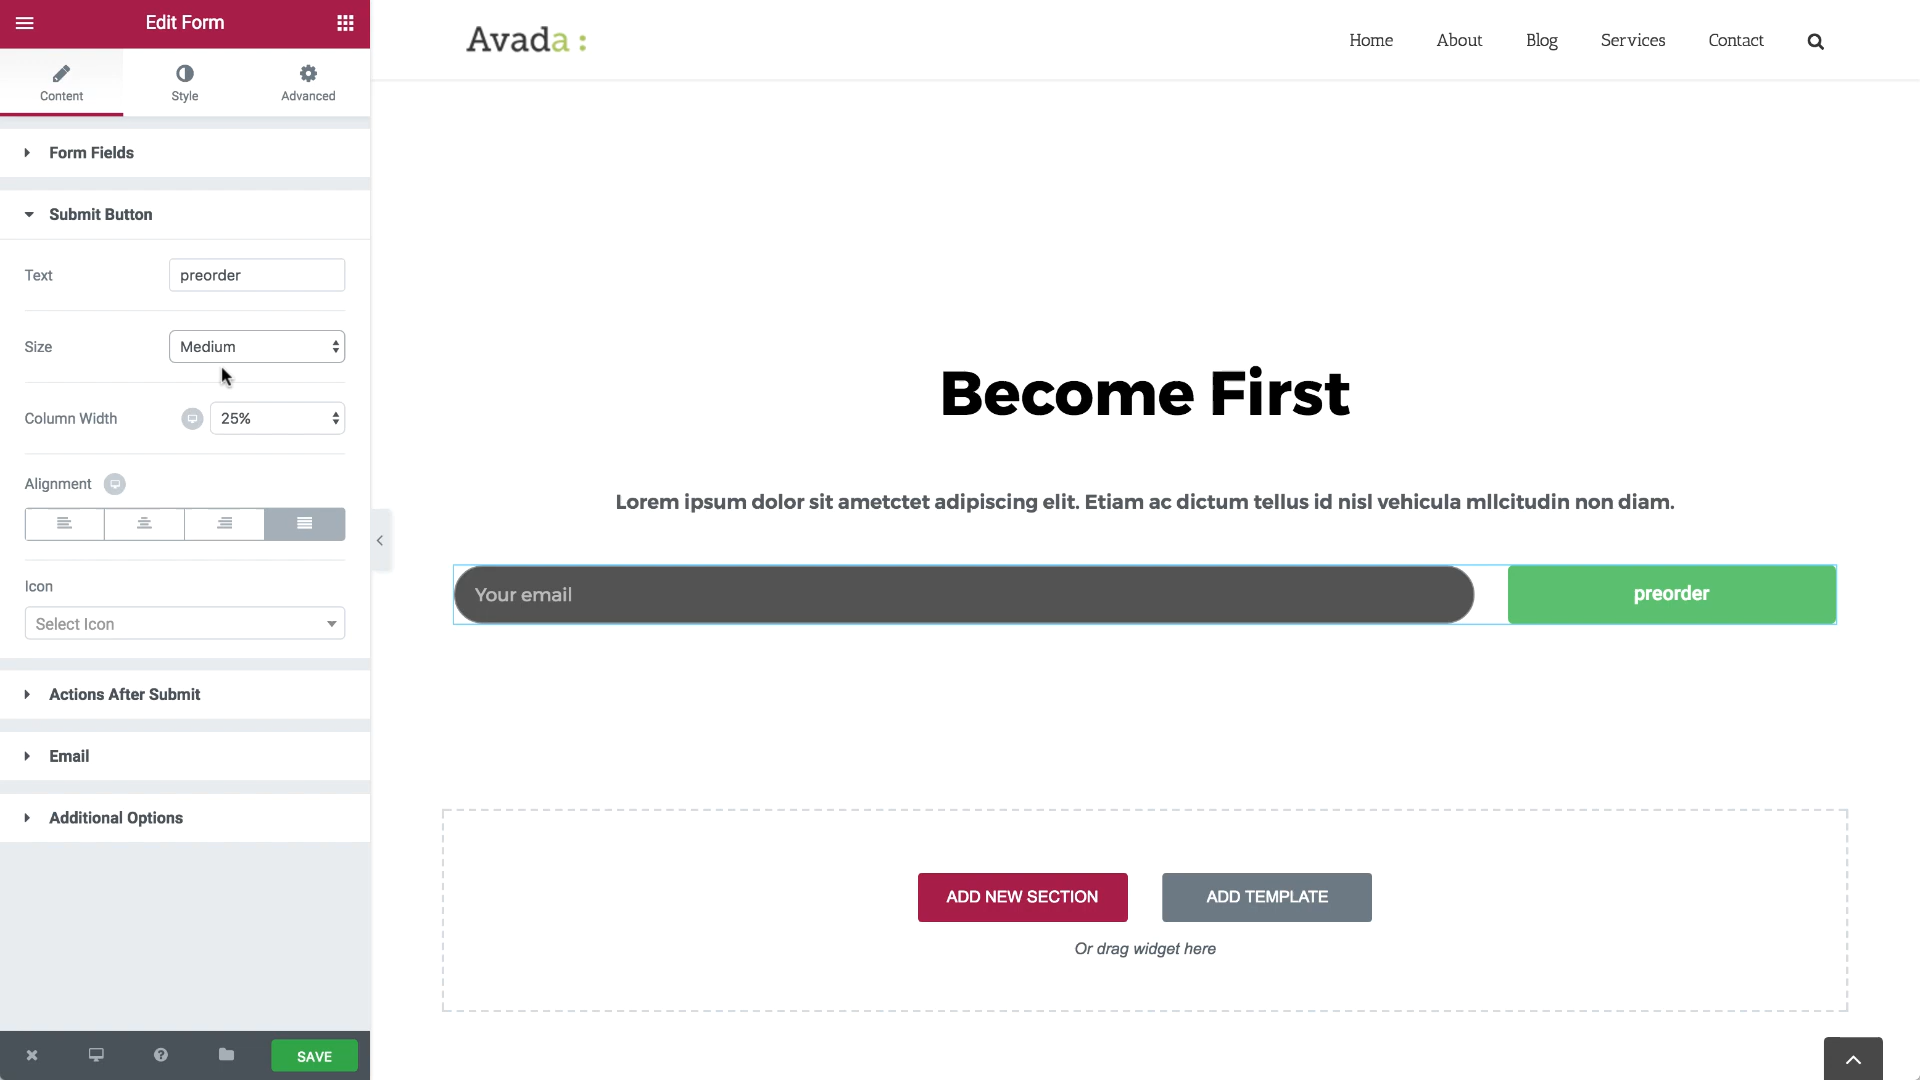 Edit Form
Content
Style
Advanced
Form Fields
Submit Button
Text
preorder
Size
Medium
Column Width
25%
Alignment
Icon
Select Icon
Actions After Submit
Email
Additional Options
SAVE
Avada :
Home
About
Blog
Services
Contact
Become First
Lorem ipsum dolor sit ametctet adipiscing elit. Etiam ac dictum tellus id nisl vehicula mllcitudin non diam.
Your email
preorder
ADD NEW SECTION
ADD TEMPLATE
Or drag widget here